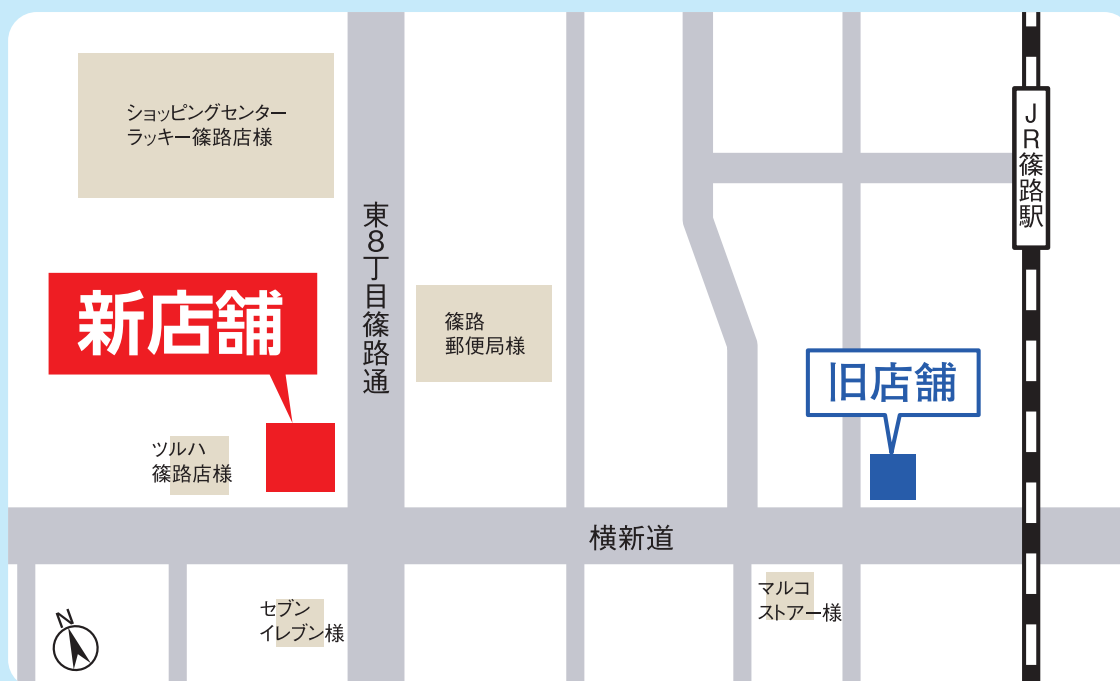 ショッピングセンター
ラッキー篠路店様
JR篠路駅
東8丁目篠路通
新店舗
篠路
郵便局様
旧店舗
ツルハ
篠路店様
横新道
マルコ
ストアー様
セブン
イレブン様
N